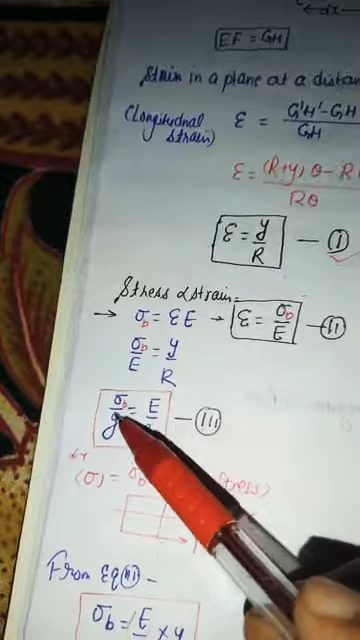 dx
EF = GH
Strain in a plane at a distan
(Longitudnal Strain) ε = G'H' - GH / GH
ε = (R+y) θ - R / Rθ
ε = y/R — (I)
Stress α strain
→ σb = εE → ε = σb/E — (II)
σb/E = y/R
σb/y = E — (III)
(σ) =
From Eq (III) -
σb = E × y